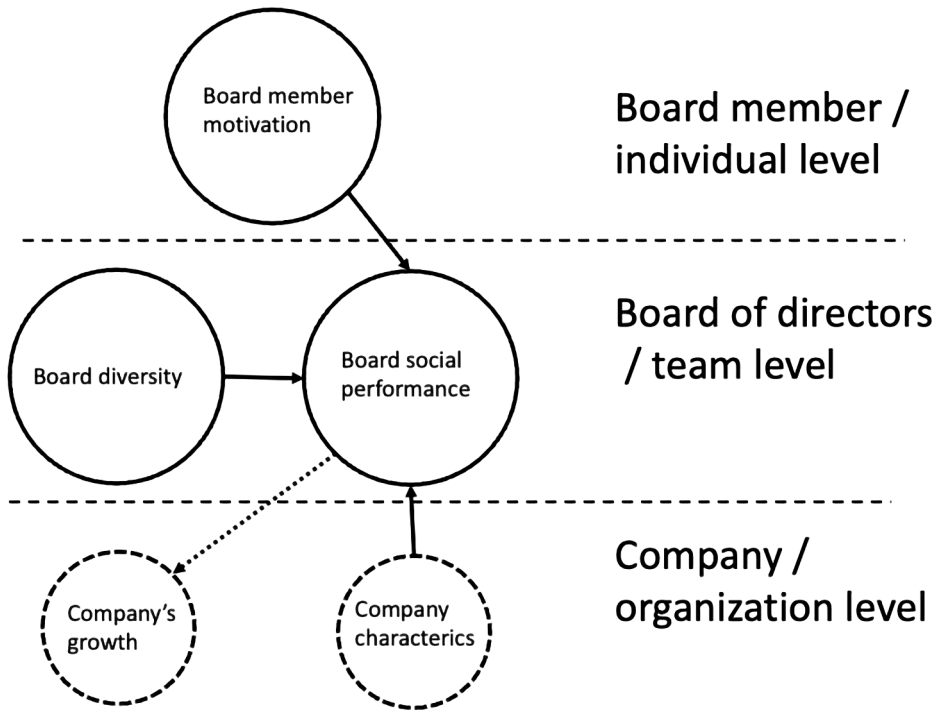 Board member
motivation
Board member /
individual level
Board diversity
Board social
performance
Board of directors
/ team level
Company's
growth
Company
characterics
Company /
organization level